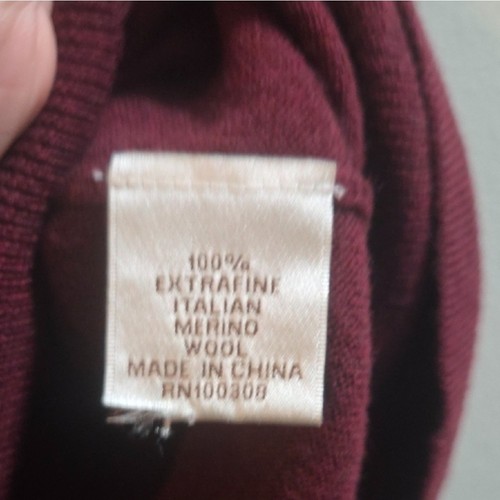 100%
EXTRAFINE
ITALIAN
MERINO
WOOL
MADE IN CHINA
RN100308